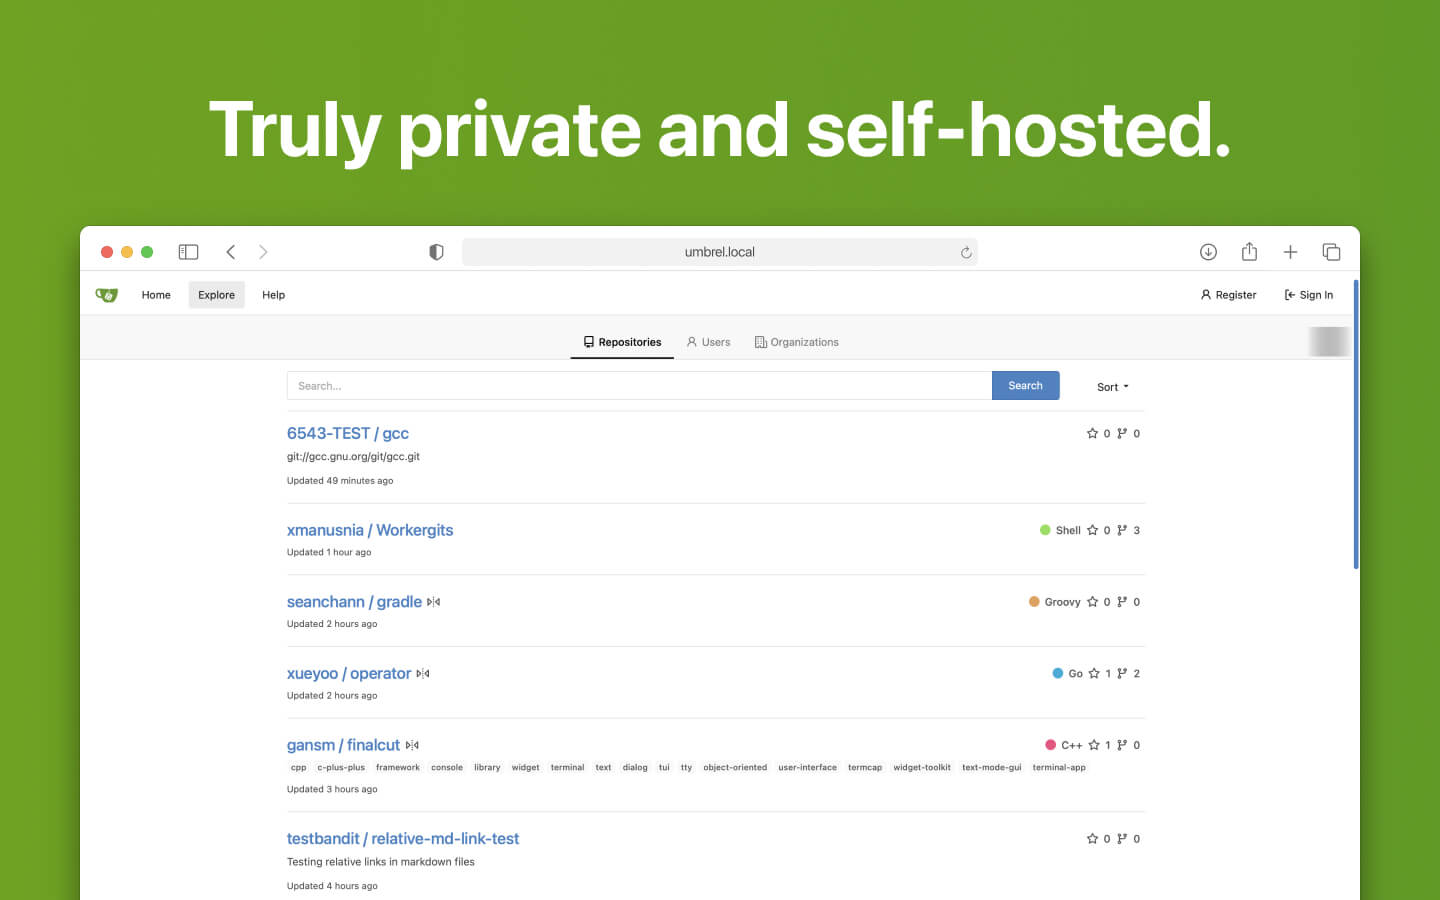 Truly private and self-hosted.
umbrel.local
Home Explore Help Register Sign In
Repositories Users Organizations
Search... Search Sort
6543-TEST / gcc 0 0
git://gcc.gnu.org/git/gcc.git
Updated 49 minutes ago
xmanusnia / Workergits Shell 0 3
Updated 1 hour ago
seanchann / gradle Groovy 0 0
Updated 2 hours ago
xueyoo / operator Go 1 2
Updated 2 hours ago
gansm / finalcut C++ 1 0
cpp c-plus-plus framework console library widget terminal text dialog tui tty object-oriented user-interface termcap widget-toolkit text-mode-gui terminal-app
Updated 3 hours ago
testbandit / relative-md-link-test 0 0
Testing relative links in markdown files
Updated 4 hours ago